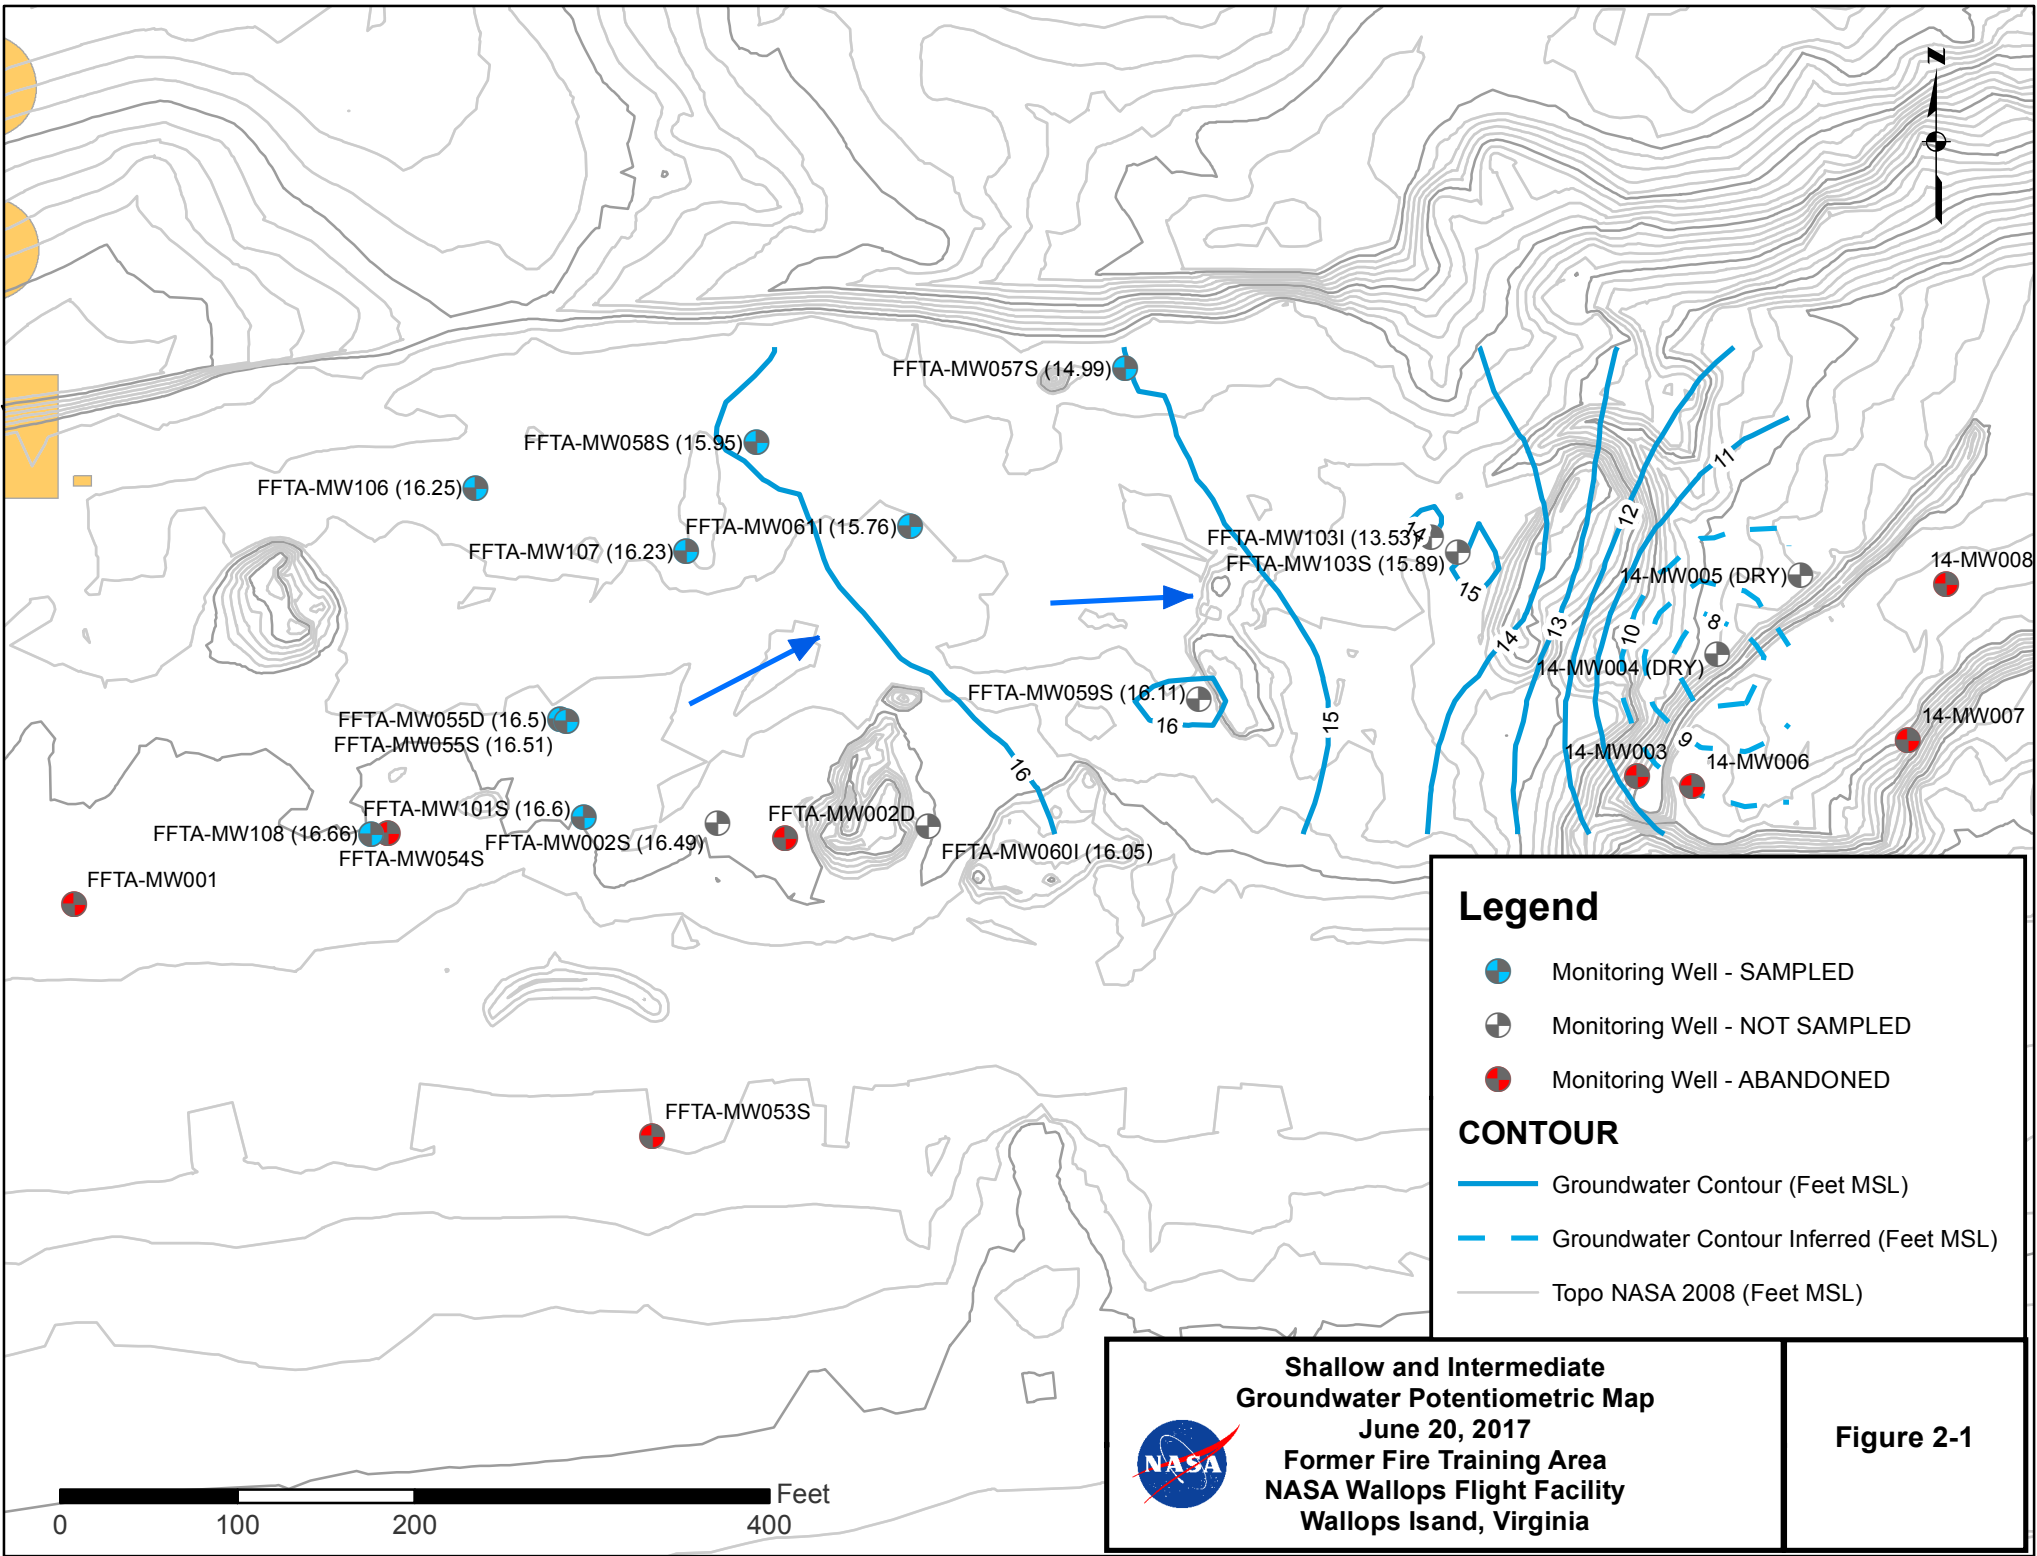 N
FFTA-MW057S (14.99)
FFTA-MW058S (15.95)
11
FFTA-MW106 (16.25)
12
FFTA-MW061I (15.76)
14
FFTA-MW103I (13.53)
FFTA-MW107 (16.23)
FFTA-MW103S (15.89)
14-MW008
14-MW005 (DRY)
15
8
13
10
14
14-MW004 (DRY)
FFTA-MW059S (16.11)
16
15
FFTA-MW055D (16.5)
FFTA-MW055S (16.51)
14-MW007
9
14-MW003
14-MW006
16
FFTA-MW101S (16.6)
FFTA-MW002D
FFTA-MW108 (16.66)
FFTA-MW002S (16.49)
FFTA-MW054S
FFTA-MW060I (16.05)
FFTA-MW001
FFTA-MW053S
Legend
Monitoring Well - SAMPLED
Monitoring Well - NOT SAMPLED
Monitoring Well - ABANDONED
CONTOUR
Groundwater Contour (Feet MSL)
Groundwater Contour Inferred (Feet MSL)
Topo NASA 2008 (Feet MSL)
Shallow and Intermediate
Groundwater Potentiometric Map
June 20, 2017
Former Fire Training Area
NASA Wallops Flight Facility
Wallops Isand, Virginia
NASA
Figure 2-1
Feet
0 100 200 400